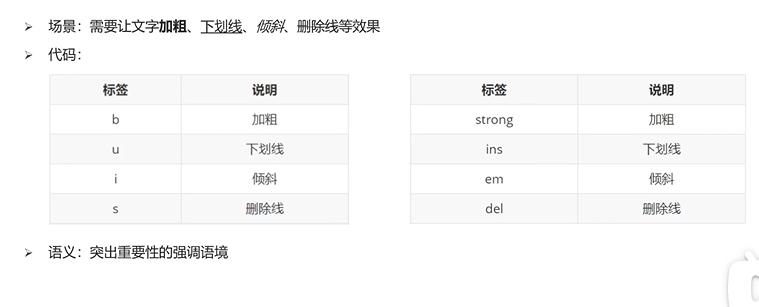 场景：需要让文字加粗、下划线、倾斜、删除线等效果
代码：
标签 说明
b 加粗
u 下划线
i 倾斜
s 删除线
标签 说明
strong 加粗
ins 下划线
em 倾斜
del 删除线
语义：突出重要性的强调语境